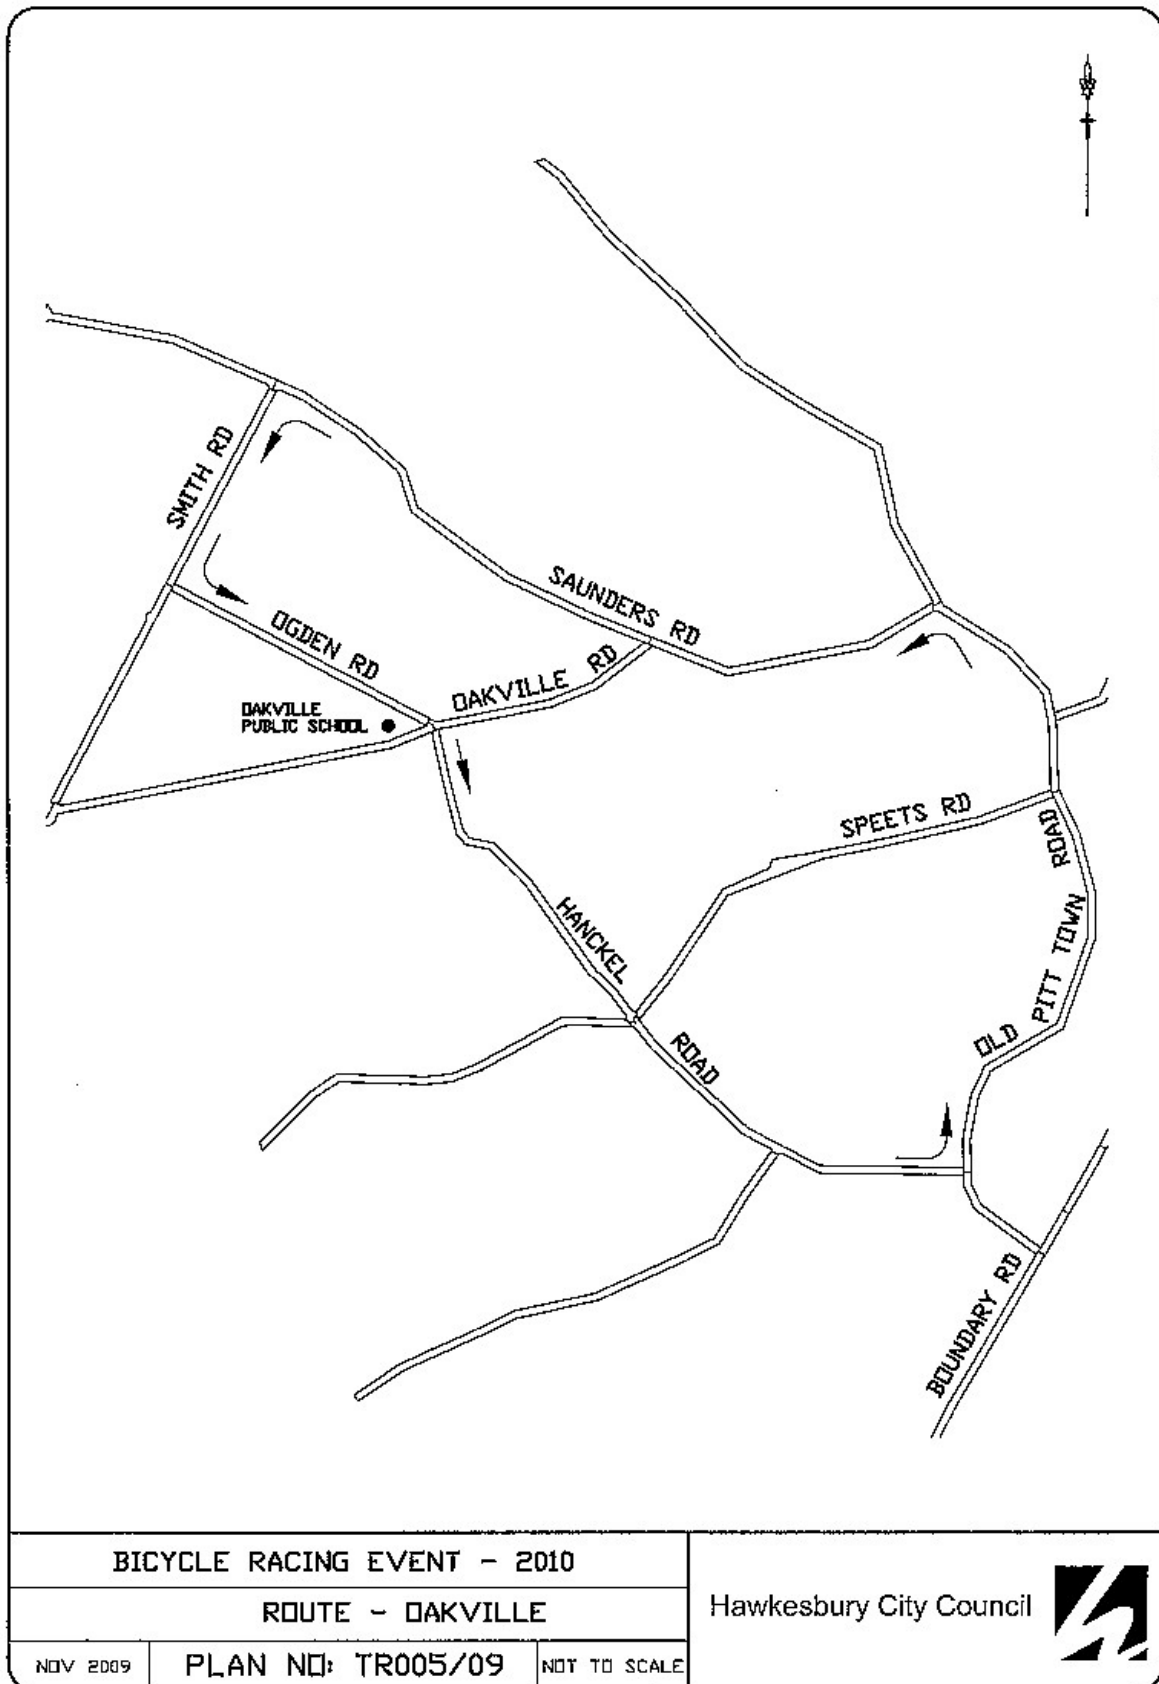 SMITH RD
SAUNDERS RD
OGDEN RD
OAKVILLE RD
OAKVILLE
PUBLIC SCHOOL
SPEETS RD
HANCKEL
ROAD
OLD PITT TOWN ROAD
BOUNDARY RD
BICYCLE RACING EVENT - 2010
ROUTE - OAKVILLE
NOV 2009
PLAN NO: TR005/09
NOT TO SCALE
Hawkesbury City Council